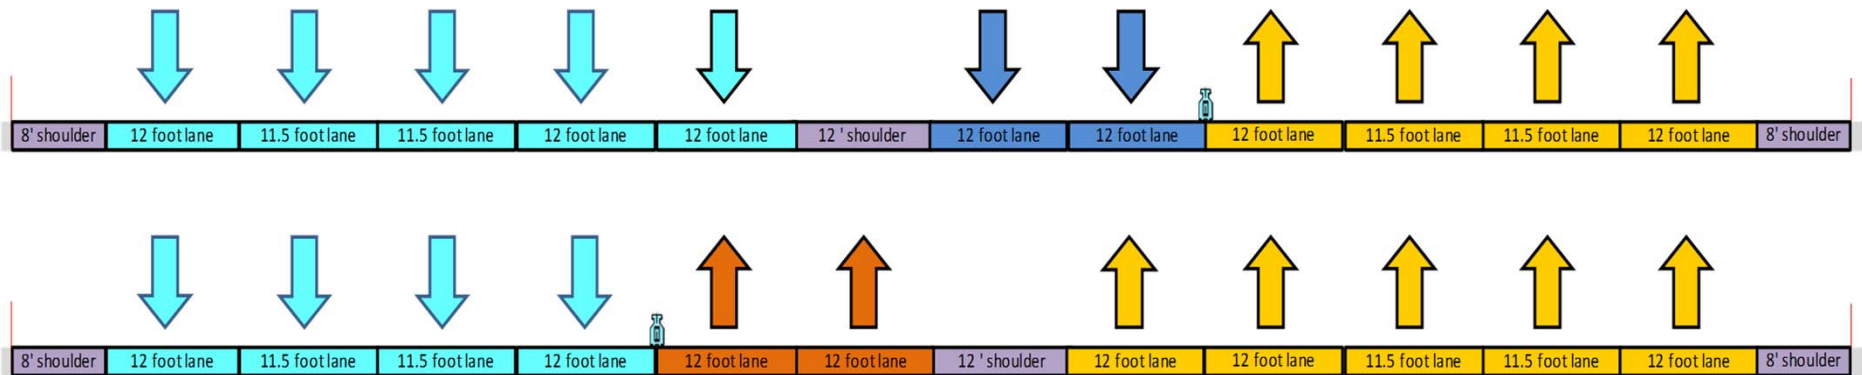 8' shoulder 12 foot lane 11.5 foot lane 11.5 foot lane 12 foot lane 12 foot lane 12 ' shoulder 12 foot lane 12 foot lane 12 foot lane 11.5 foot lane 11.5 foot lane 12 foot lane 8' shoulder
8' shoulder 12 foot lane 11.5 foot lane 11.5 foot lane 12 foot lane 12 foot lane 12 foot lane 12 ' shoulder 12 foot lane 12 foot lane 11.5 foot lane 11.5 foot lane 12 foot lane 8' shoulder